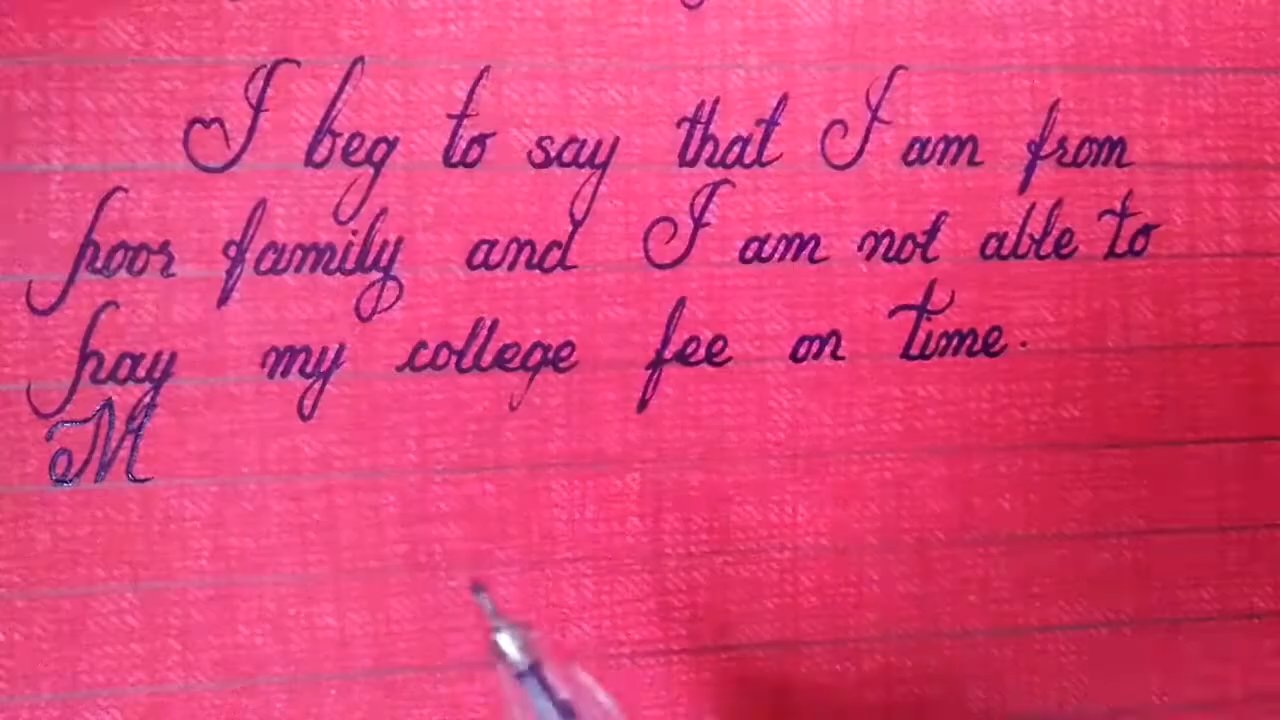 I beg to say that I am from
poor family and I am not able to
pay my college fee on time.
M